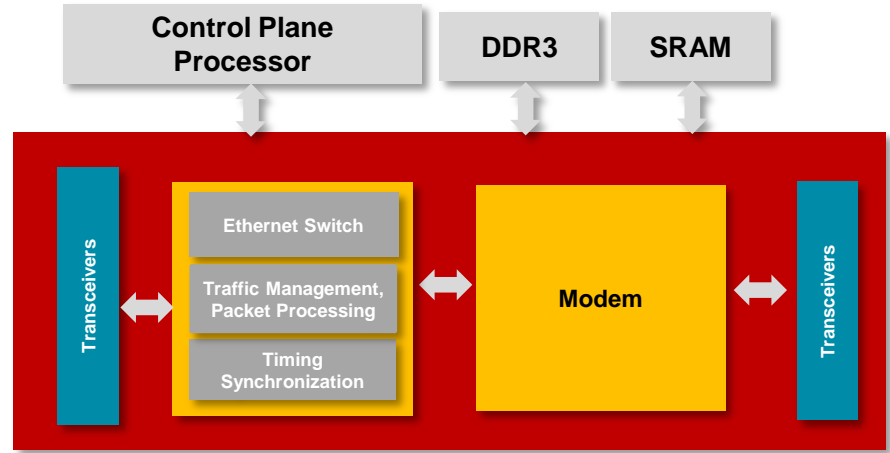 Control Plane
Processor
DDR3
SRAM
Transceivers
Ethernet Switch
Traffic Management,
Packet Processing
Timing
Synchronization
Modem
Transceivers